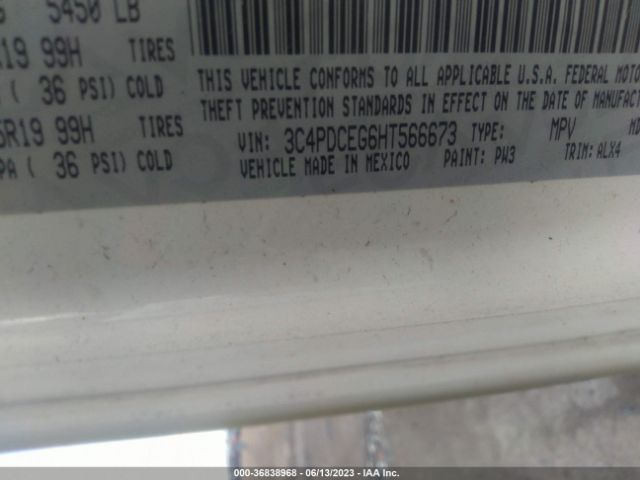 5450 LB
R19 99H TIRES
( 36 PSI) COLD
5R19 99H TIRES
PA ( 36 PSI) COLD
THIS VEHICLE CONFORMS TO ALL APPLICABLE U.S.A. FEDERAL MOTO
THEFT PREVENTION STANDARDS IN EFFECT ON THE DATE OF MANUFACT
VIN: 3C4PDCEG6HT566673 TYPE: MPV
VEHICLE MADE IN MEXICO PAINT: PW3 TRIM: ALX4
000-36838968 - 06/13/2023 - IAA Inc.